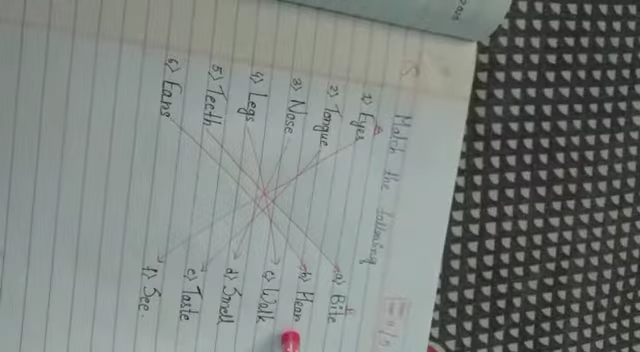 Match the following
1) Eyes a) Bite
2) Tongue b) Hear
3) Nose c) Walk
4) Legs d) Smell
5) Teeth e) Taste
6) Ears f) See.